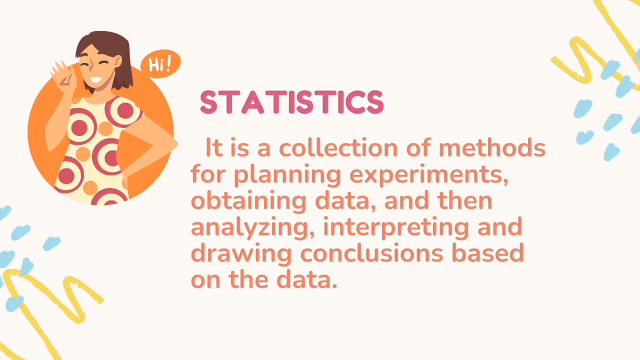 Hi!
STATISTICS
It is a collection of methods
for planning experiments,
obtaining data, and then
analyzing, interpreting and
drawing conclusions based
on the data.